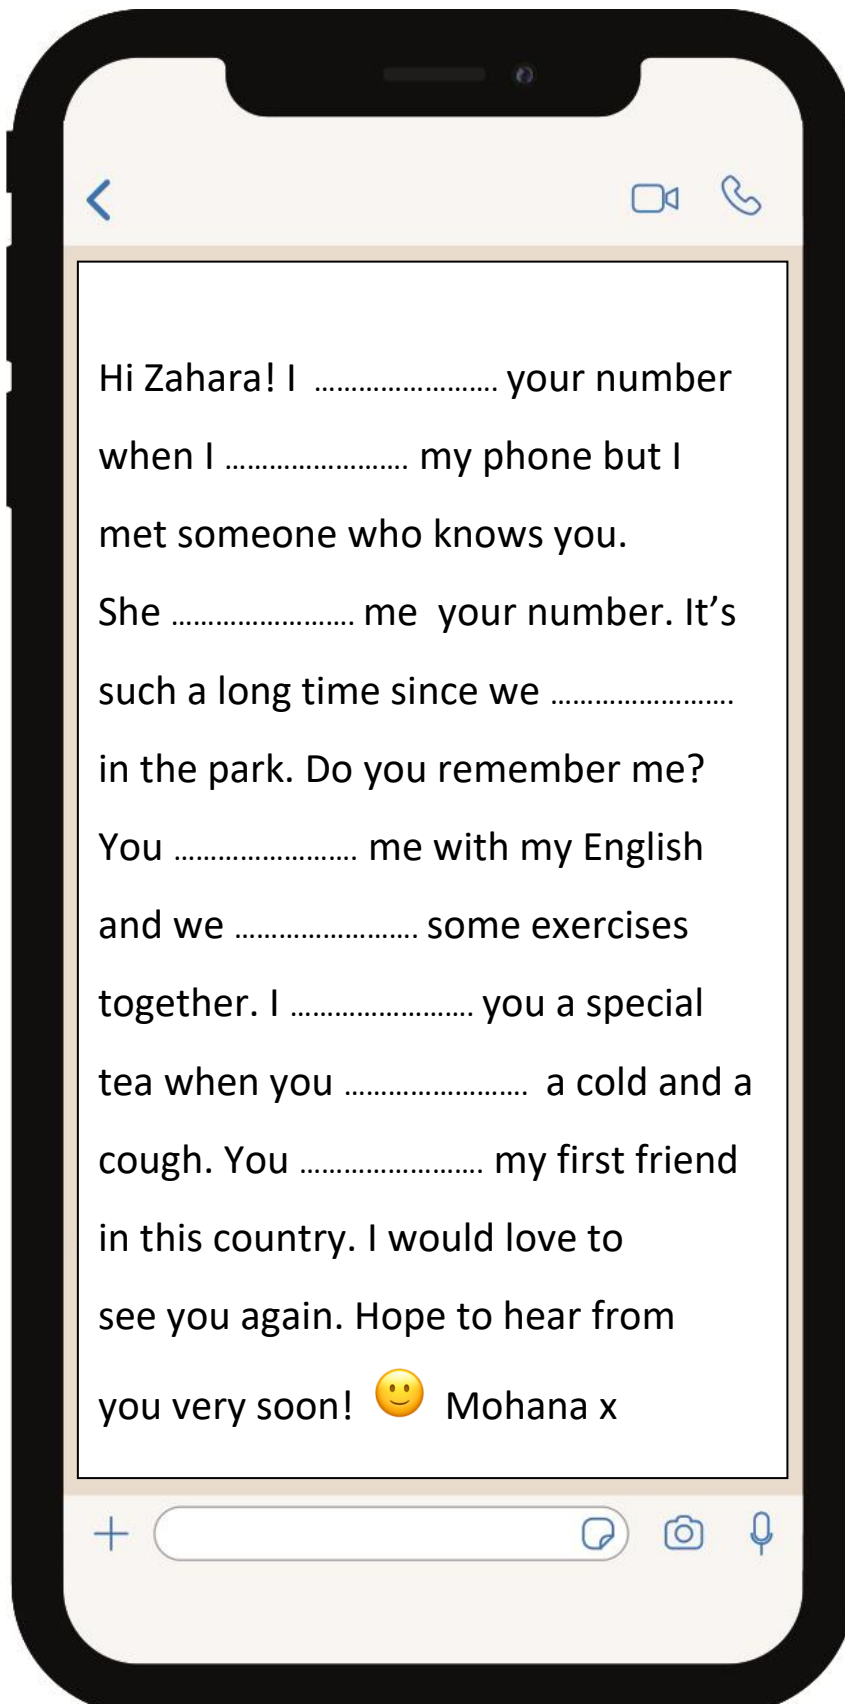 Hi Zahara! I ......................... your number
when I ......................... my phone but I
met someone who knows you.
She ......................... me your number. It’s
such a long time since we .........................
in the park. Do you remember me?
You ......................... me with my English
and we ......................... some exercises
together. I ......................... you a special
tea when you ......................... a cold and a
cough. You ......................... my first friend
in this country. I would love to
see you again. Hope to hear from
you very soon! 🙂 Mohana x